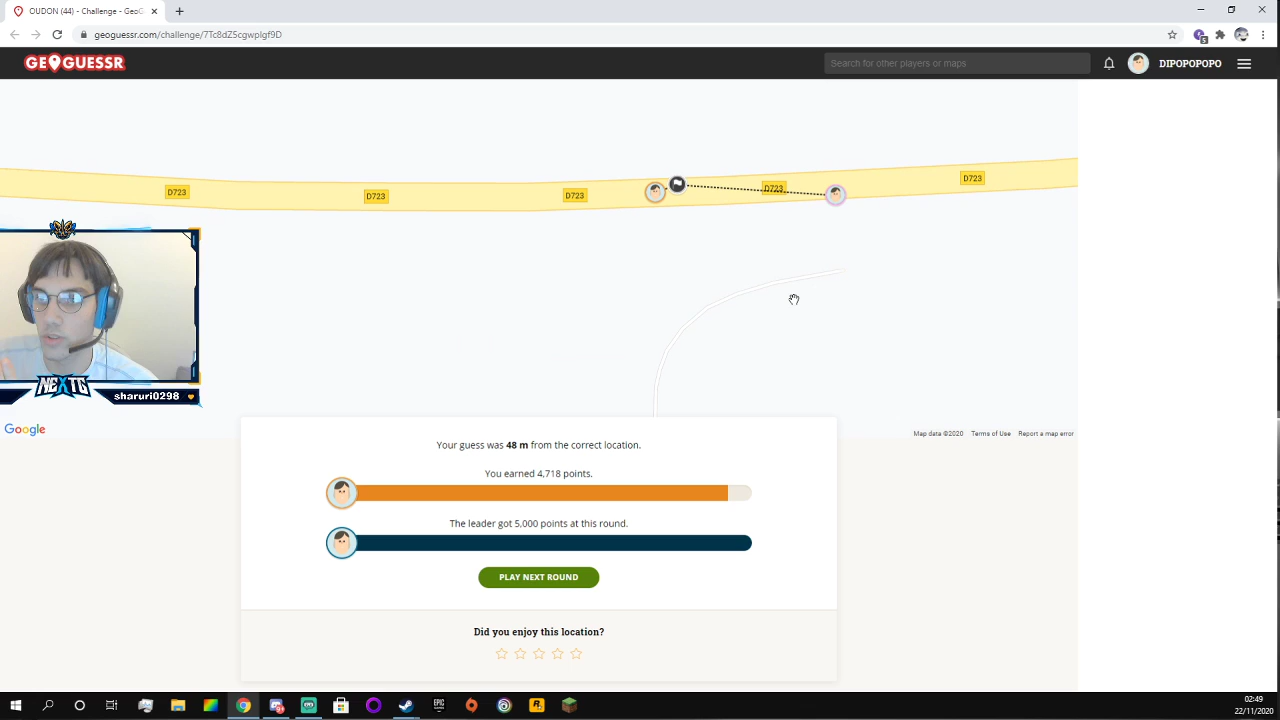 OUDON (44) - Challenge - GeoG
geoguessr.com/challenge/7Tc8dZ5cgwplgf9D
GEOGUESSR
Search for other players or maps
DIPOPOPOPO
D723 D723 D723 D723 D723
NEXTG
sharuri0298
Google
Map data ©2020 Terms of Use Report a map error
Your guess was 48 m from the correct location.
You earned 4,718 points.
The leader got 5,000 points at this round.
PLAY NEXT ROUND
Did you enjoy this location?
EPIC
02:49
22/11/2020